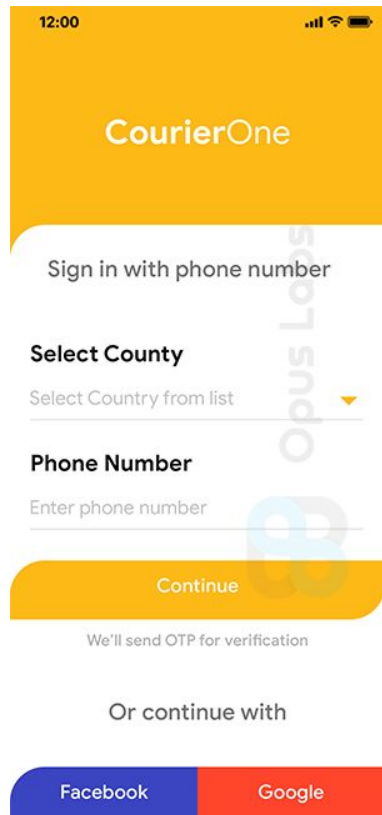 12:00
CourierOne
Sign in with phone number
Select County
Select Country from list
Phone Number
Enter phone number
Continue
We'll send OTP for verification
Or continue with
Facebook
Google
Opus Labs